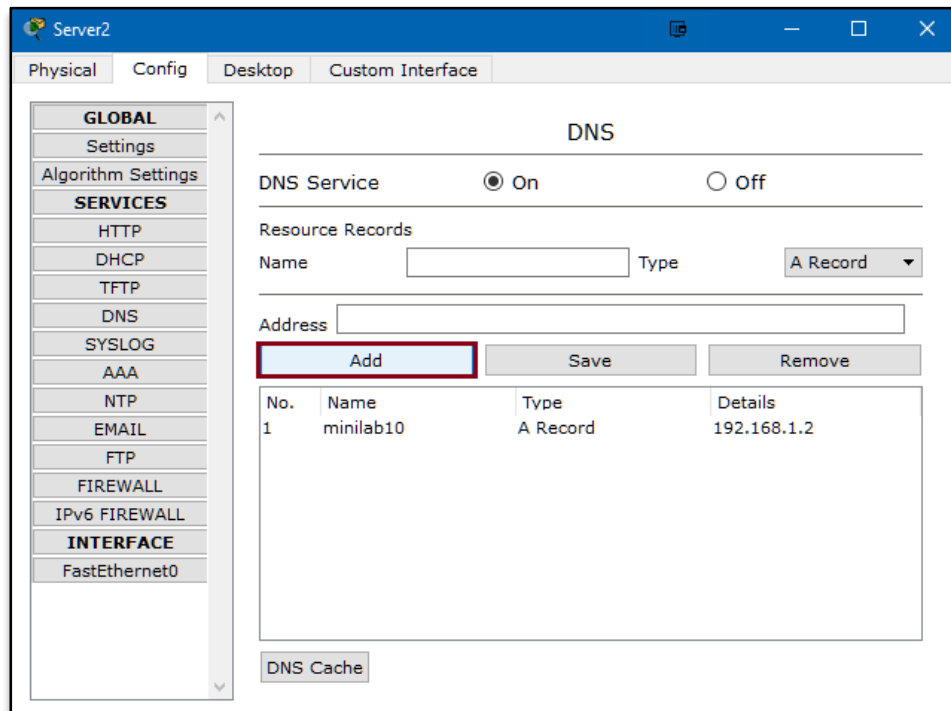 Server2
Physical Config Desktop Custom Interface
GLOBAL
Settings
Algorithm Settings
SERVICES
HTTP
DHCP
TFTP
DNS
SYSLOG
AAA
NTP
EMAIL
FTP
FIREWALL
IPv6 FIREWALL
INTERFACE
FastEthernet0
DNS
DNS Service On Off
Resource Records
Name Type A Record
Address
Add Save Remove
No. Name Type Details
1 minilab10 A Record 192.168.1.2
DNS Cache